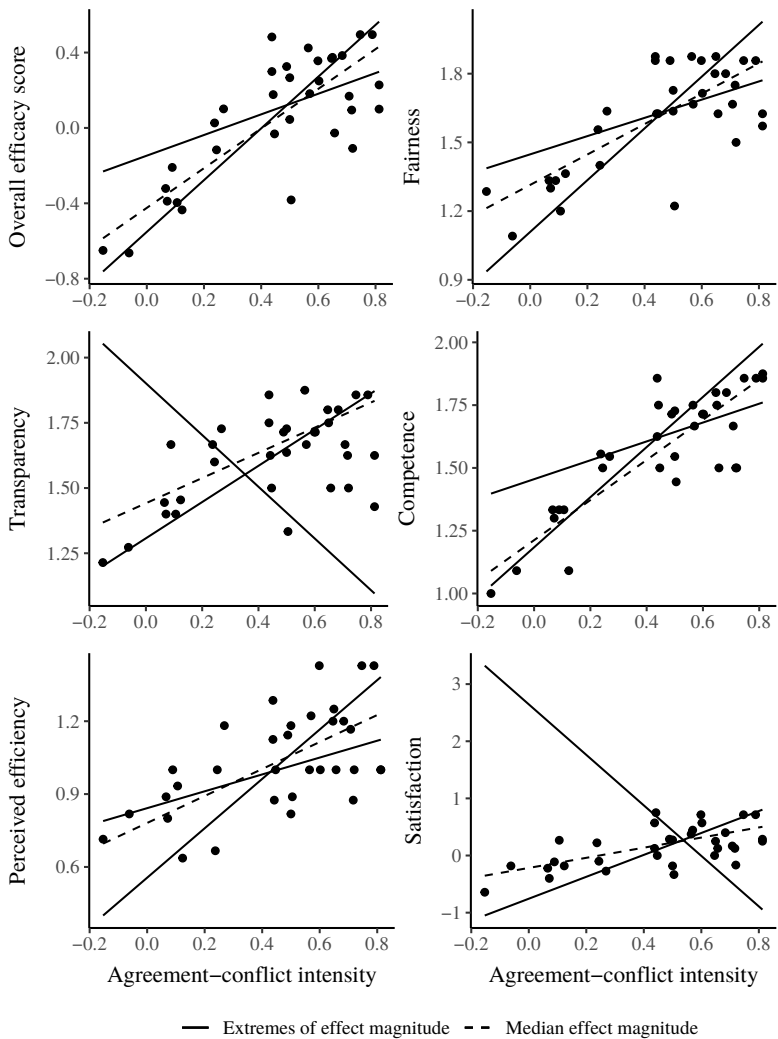 Overall efficacy score
0.4
0.0
−0.4
−0.8
−0.2 0.0 0.2 0.4 0.6 0.8
Fairness
1.8
1.5
1.2
0.9
−0.2 0.0 0.2 0.4 0.6 0.8
Transparency
2.00
1.75
1.50
1.25
−0.2 0.0 0.2 0.4 0.6 0.8
Competence
2.00
1.75
1.50
1.25
1.00
−0.2 0.0 0.2 0.4 0.6 0.8
Perceived efficiency
1.2
0.9
0.6
−0.2 0.0 0.2 0.4 0.6 0.8
Agreement−conflict intensity
Satisfaction
3
2
1
0
−1
−0.2 0.0 0.2 0.4 0.6 0.8
Agreement−conflict intensity
Extremes of effect magnitude Median effect magnitude